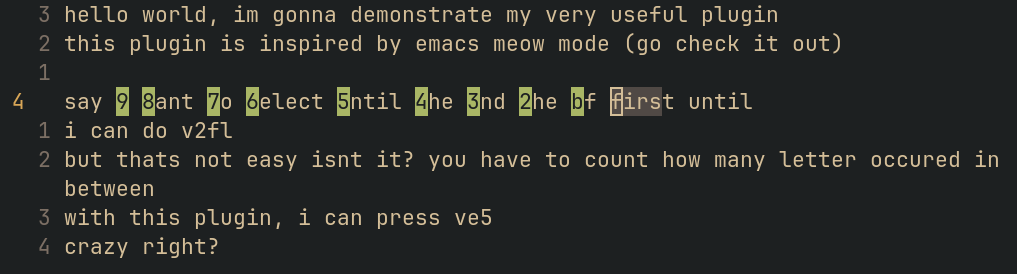 3 hello world, im gonna demonstrate my very useful plugin
2 this plugin is inspired by emacs meow mode (go check it out)
1
4 say 9 8ant 7o 6elect 5ntil 4he 3nd 2he bf first until
1 i can do v2fl
2 but thats not easy isnt it? you have to count how many letter occured in
between
3 with this plugin, i can press ve5
4 crazy right?